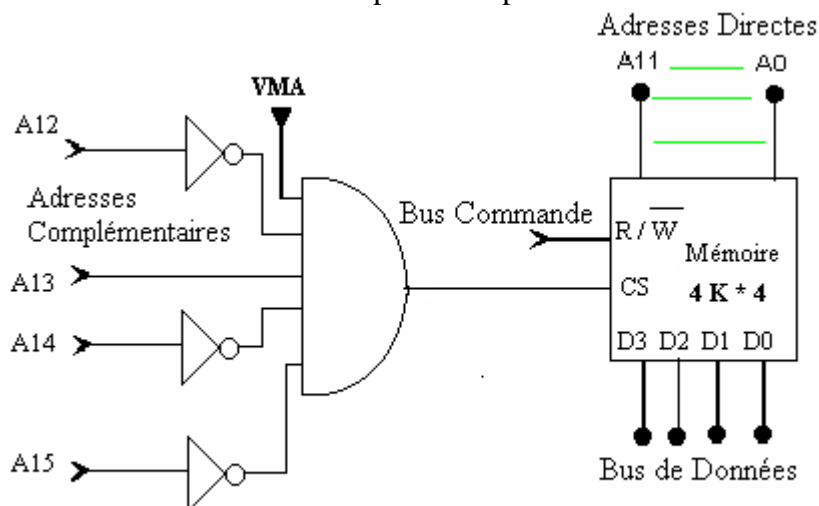 Adresses Directes
A11 A0
VMA
A12
Adresses
Complémentaires
Bus Commande
R / W
Mémoire
A13
CS
4 K * 4
A14
D3 D2 D1 D0
A15
Bus de Données